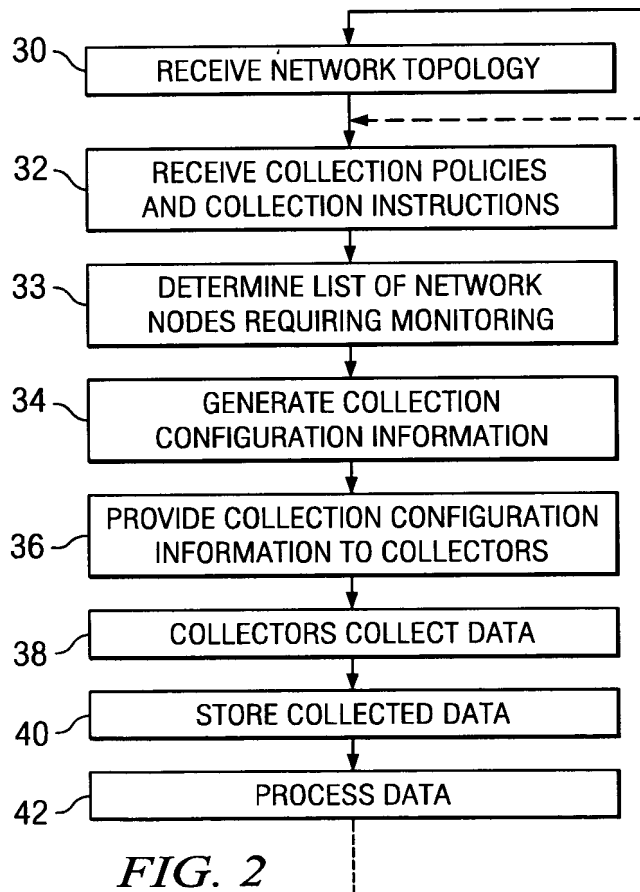 30
RECEIVE NETWORK TOPOLOGY
32
RECEIVE COLLECTION POLICIES
AND COLLECTION INSTRUCTIONS
33
DETERMINE LIST OF NETWORK
NODES REQUIRING MONITORING
34
GENERATE COLLECTION
CONFIGURATION INFORMATION
36
PROVIDE COLLECTION CONFIGURATION
INFORMATION TO COLLECTORS
38
COLLECTORS COLLECT DATA
40
STORE COLLECTED DATA
42
PROCESS DATA
FIG. 2